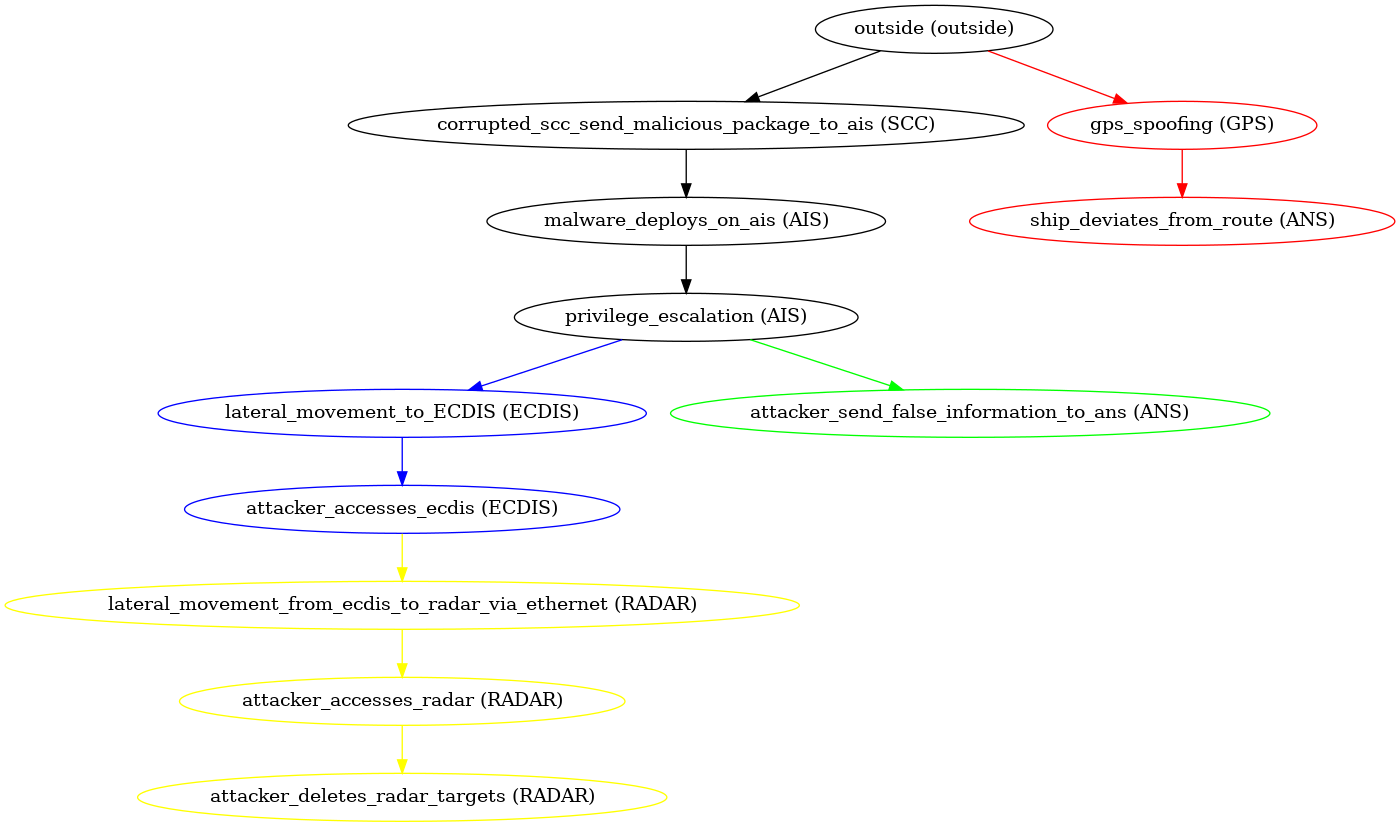 outside (outside)
corrupted_scc_send_malicious_package_to_ais (SCC)
gps_spoofing (GPS)
malware_deploys_on_ais (AIS)
ship_deviates_from_route (ANS)
privilege_escalation (AIS)
lateral_movement_to_ECDIS (ECDIS)
attacker_send_false_information_to_ans (ANS)
attacker_accesses_ecdis (ECDIS)
lateral_movement_from_ecdis_to_radar_via_ethernet (RADAR)
attacker_accesses_radar (RADAR)
attacker_deletes_radar_targets (RADAR)